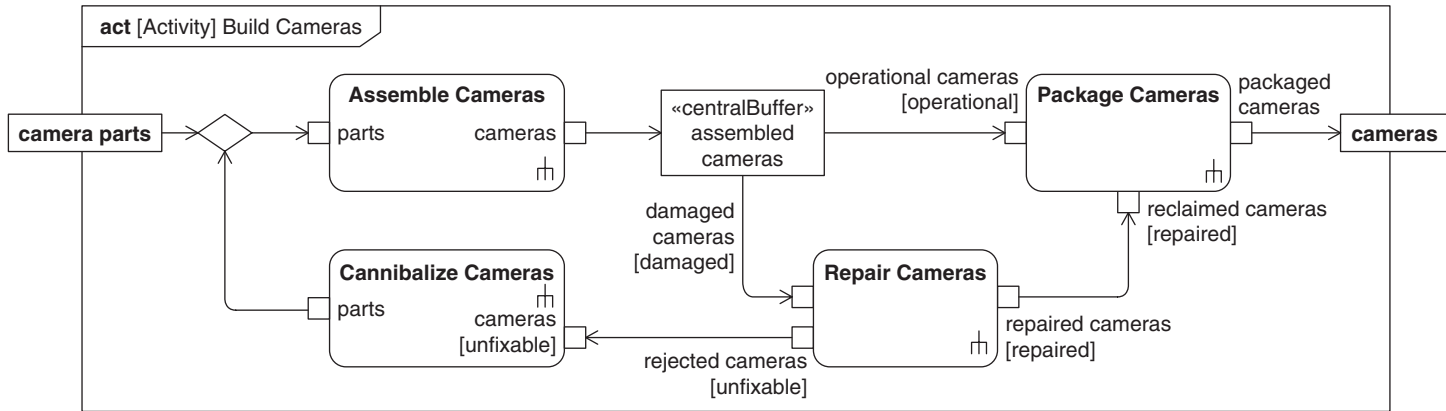 act [Activity] Build Cameras
camera parts
Assemble Cameras
parts
cameras
«centralBuffer»
assembled
cameras
operational cameras
[operational]
Package Cameras
packaged
cameras
cameras
damaged
cameras
[damaged]
reclaimed cameras
[repaired]
Cannibalize Cameras
parts
cameras
[unfixable]
Repair Cameras
rejected cameras
[unfixable]
repaired cameras
[repaired]